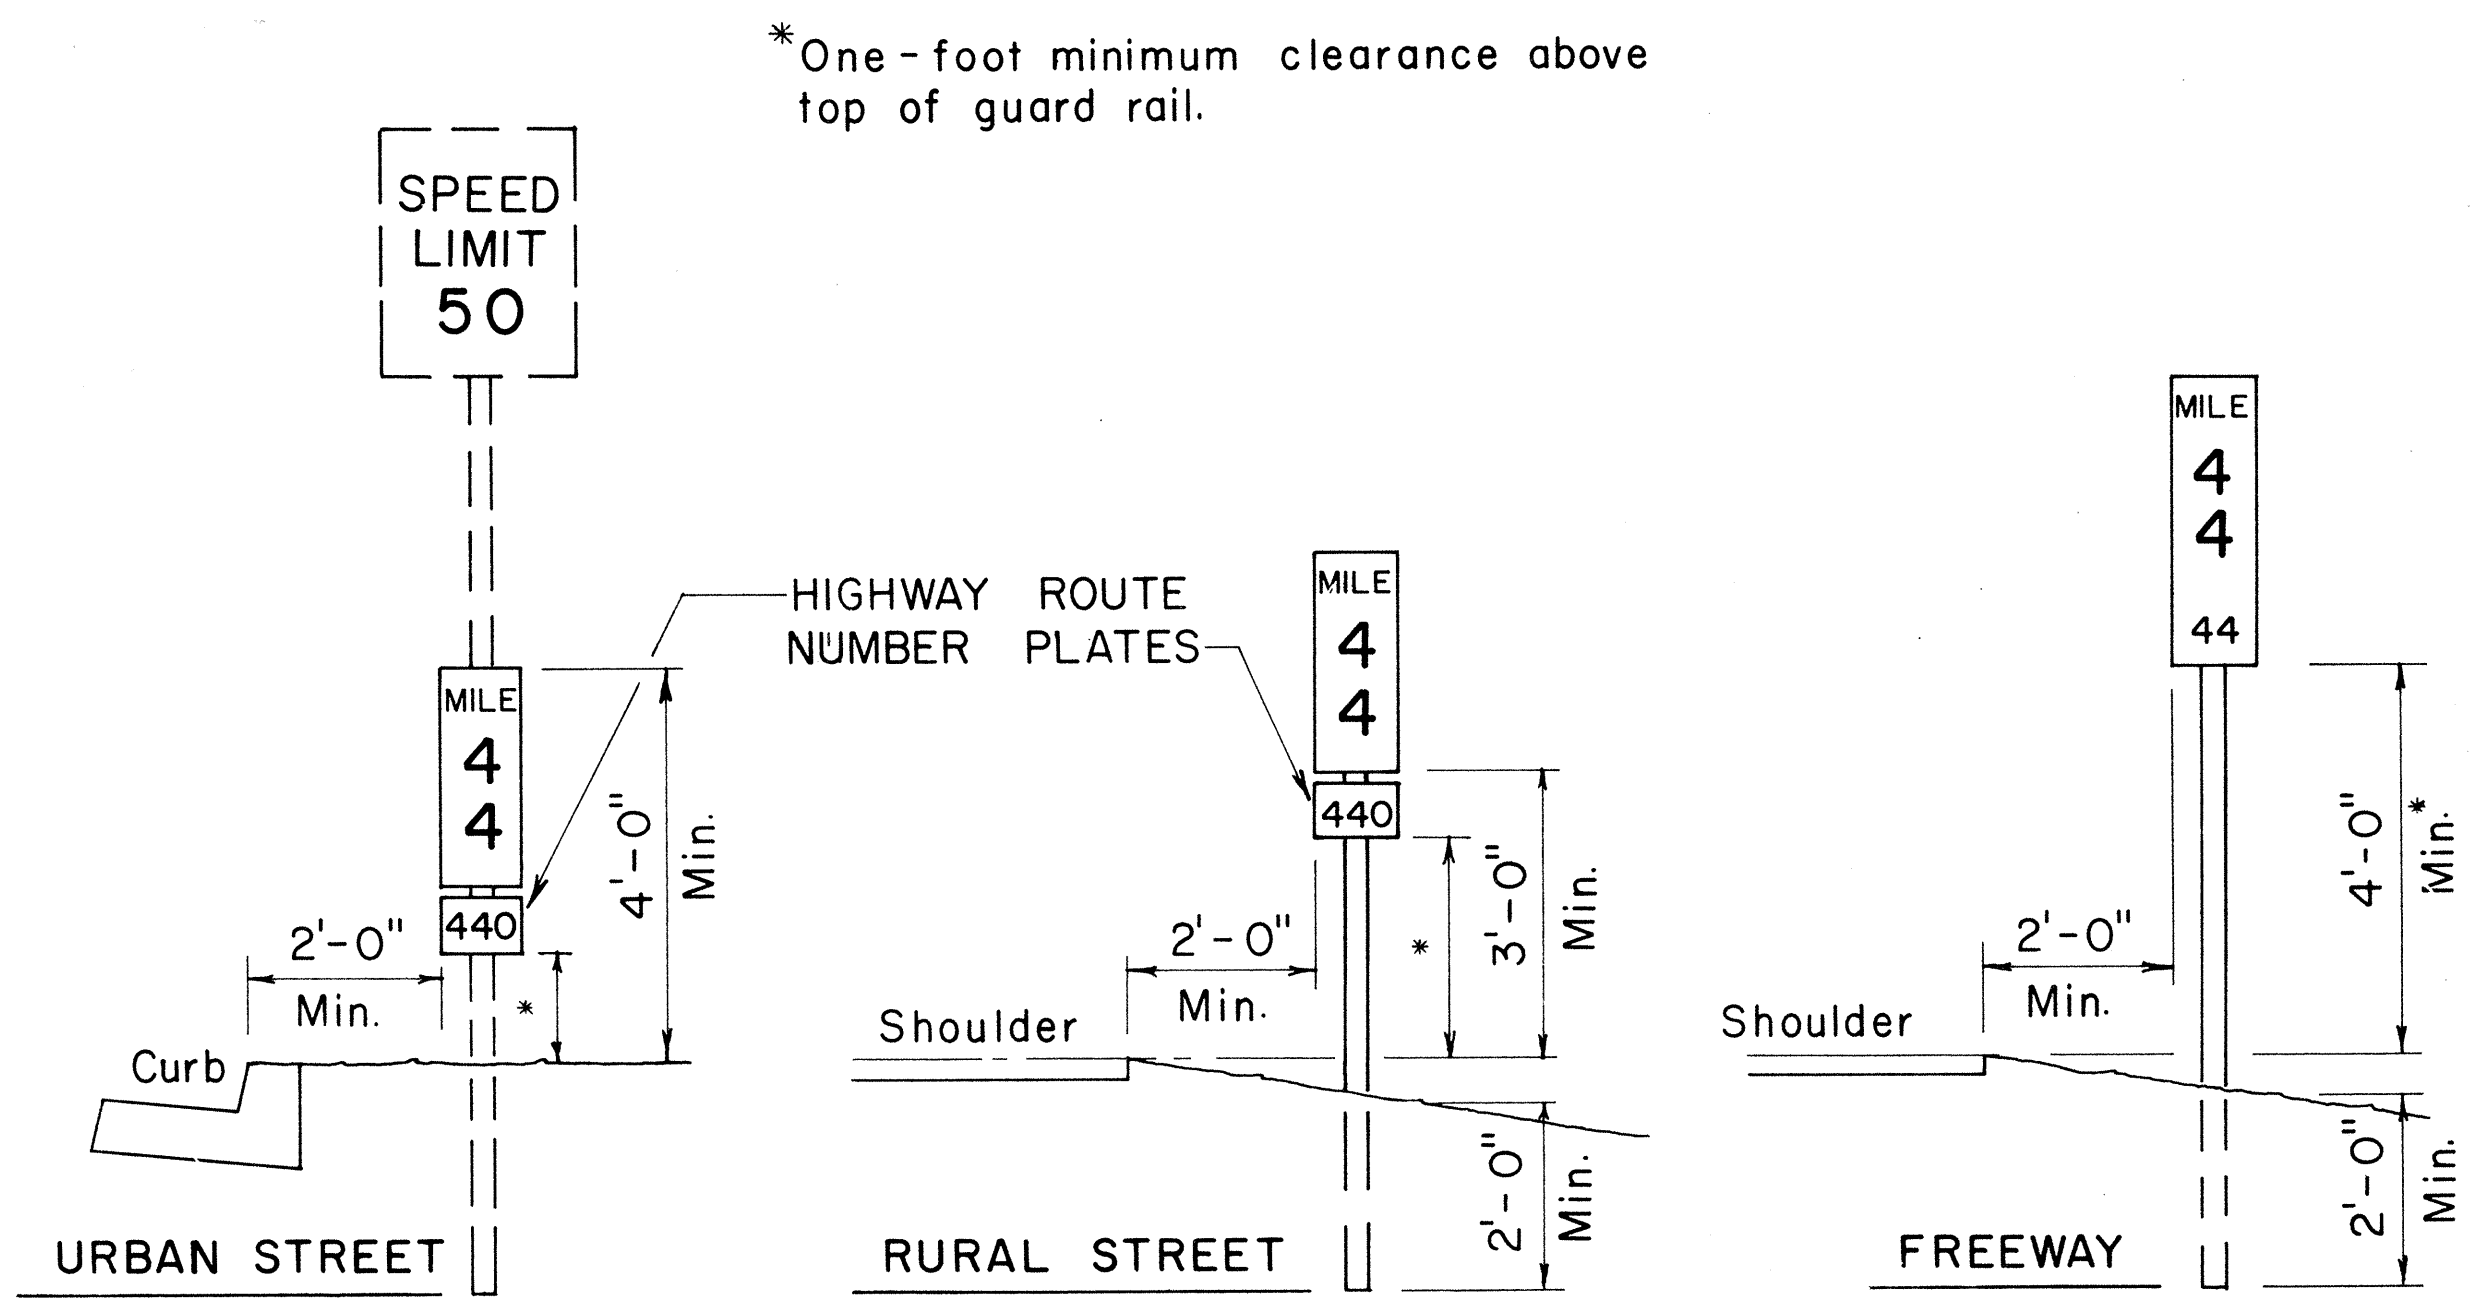 *One-foot minimum clearance above
top of guard rail.
SPEED
LIMIT
50
MILE
4
4
440
2'-0"
Min.
*
4'-0"
Min.
Curb
URBAN STREET
HIGHWAY ROUTE
NUMBER PLATES
MILE
4
4
440
2'-0"
Min.
*
3'-0"
Min.
Shoulder
2'-0"
Min.
RURAL STREET
MILE
4
4
44
2'-0"
Min.
4'-0"
Min.*
Shoulder
2'-0"
Min.
FREEWAY